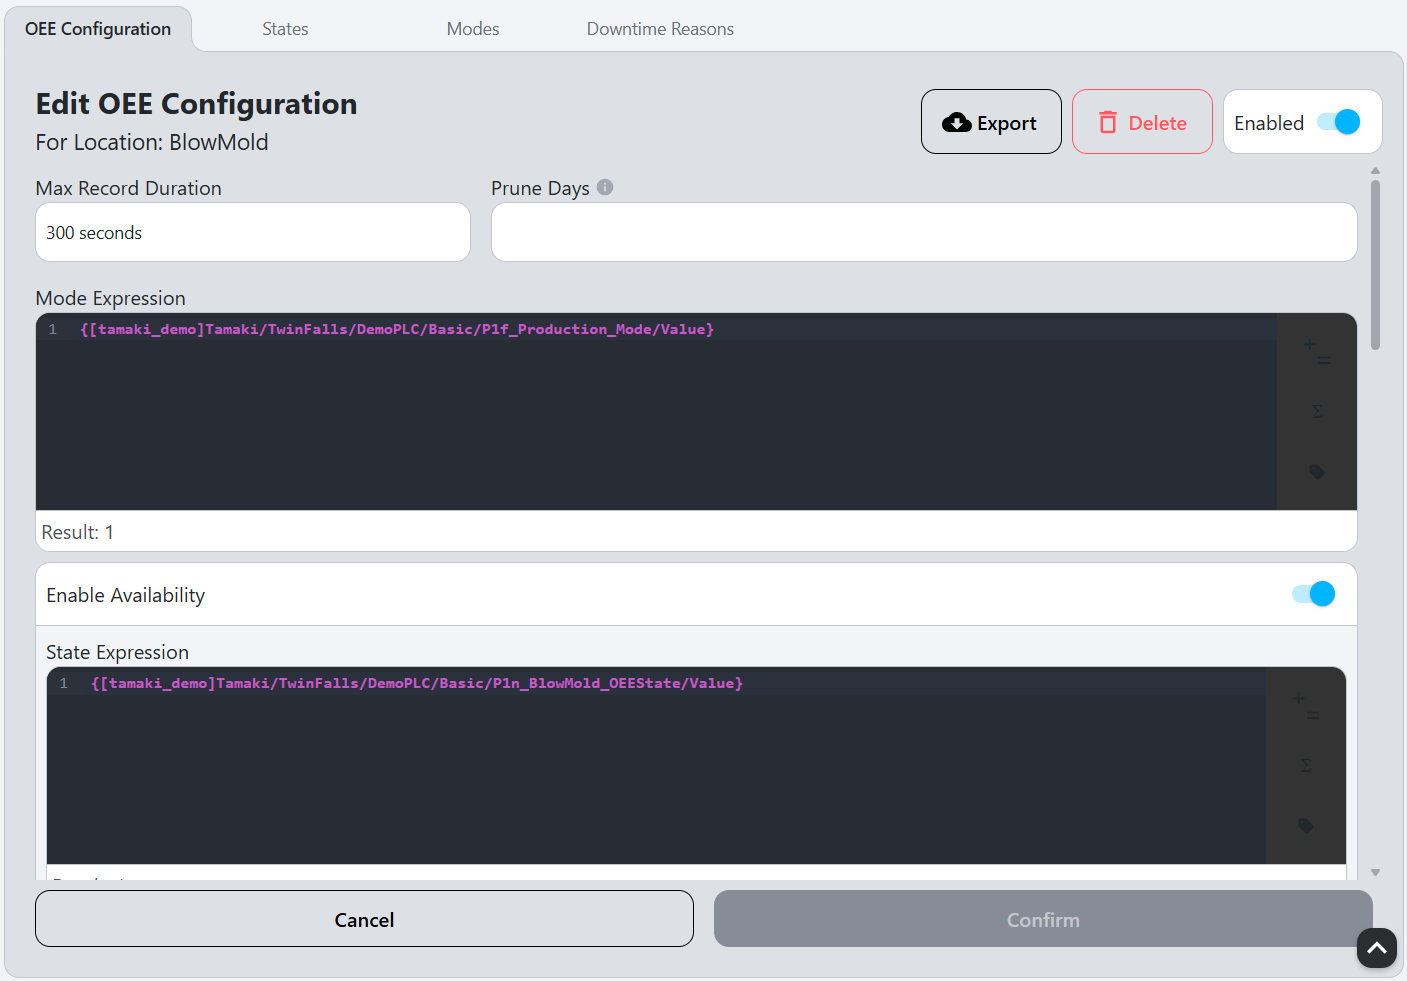 OEE Configuration States Modes Downtime Reasons
Edit OEE Configuration
For Location: BlowMold
Export Delete Enabled
Max Record Duration Prune Days
300 seconds
Mode Expression
1 {[tamaki_demo]Tamaki/TwinFalls/DemoPLC/Basic/P1f_Production_Mode/Value}
Result: 1
Enable Availability
State Expression
1 {[tamaki_demo]Tamaki/TwinFalls/DemoPLC/Basic/P1n_BlowMold_OEEState/Value}
Cancel Confirm